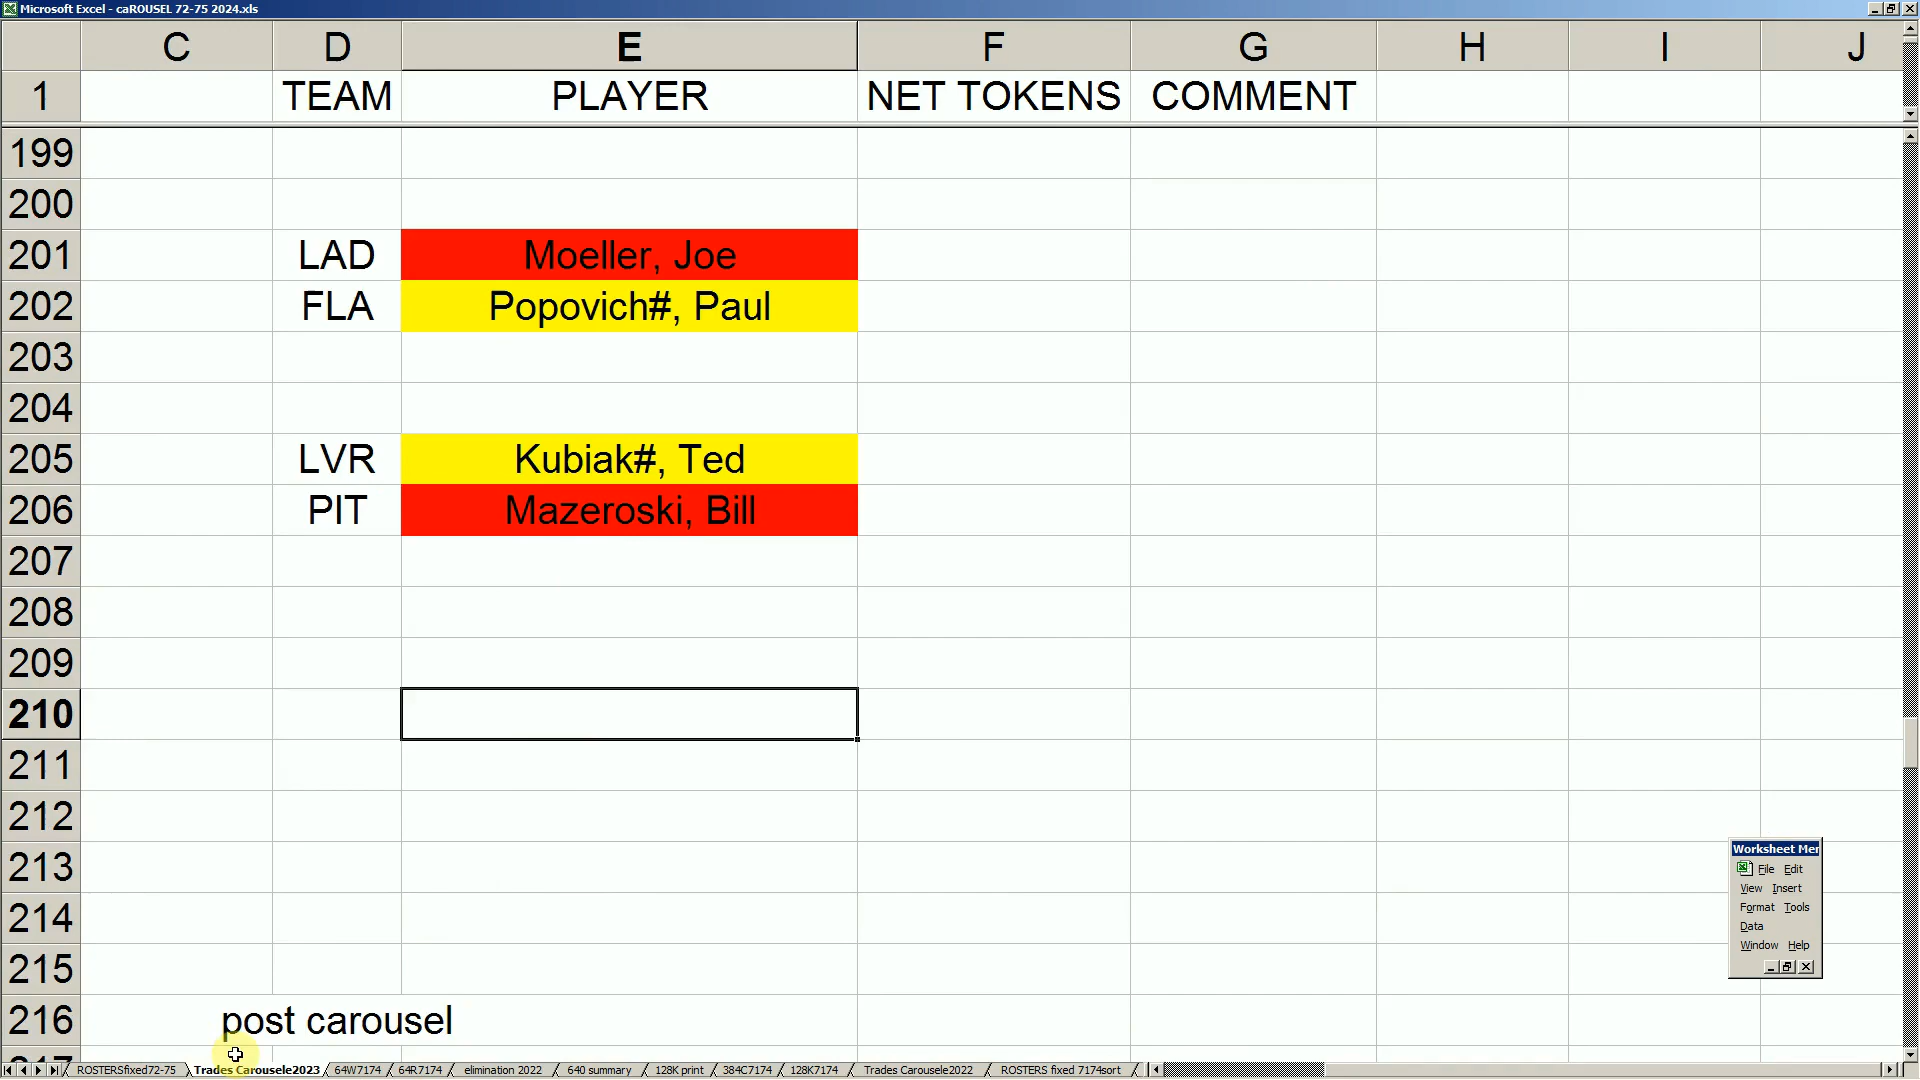 Microsoft Excel - caROUSEL 72-75 2024.xls
C D E F G H I J
1 TEAM PLAYER NET TOKENS COMMENT
199
200
201 LAD Moeller, Joe
202 FLA Popovich#, Paul
203
204
205 LVR Kubiak#, Ted
206 PIT Mazeroski, Bill
207
208
209
210
211
212
213
214
215
216 post carousel
217
Worksheet Mer
File Edit
View Insert
Format Tools
Data
Window Help
ROSTERSfixed72-75 Trades Carousele2023 64W7174 64R7174 elimination 2022 640 summary 128K print 384C7174 128K7174 Trades Carousele2022 ROSTERS fixed 7174sort